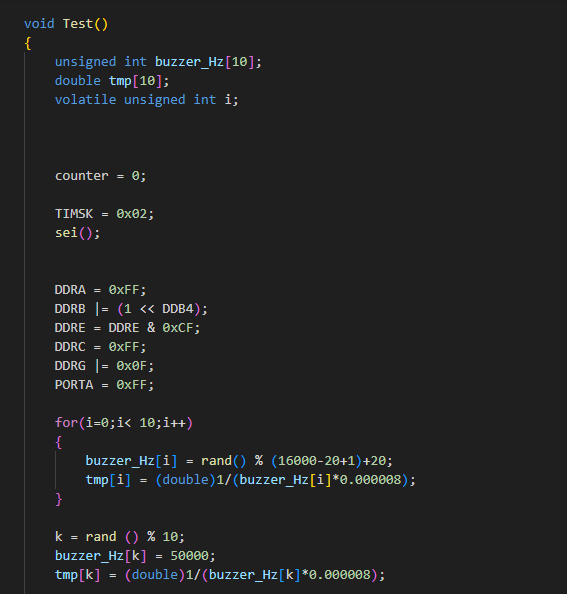 void Test()
{
unsigned int buzzer_Hz[10];
double tmp[10];
volatile unsigned int i;
counter = 0;
TIMSK = 0x02;
sei();
DDRA = 0xFF;
DDRB |= (1 << DDB4);
DDRE = DDRE & 0xCF;
DDRC = 0xFF;
DDRG |= 0x0F;
PORTA = 0xFF;
for(i=0;i< 10;i++)
{
buzzer_Hz[i] = rand() % (16000-20+1)+20;
tmp[i] = (double)1/(buzzer_Hz[i]*0.000008);
}
k = rand () % 10;
buzzer_Hz[k] = 50000;
tmp[k] = (double)1/(buzzer_Hz[k]*0.000008);